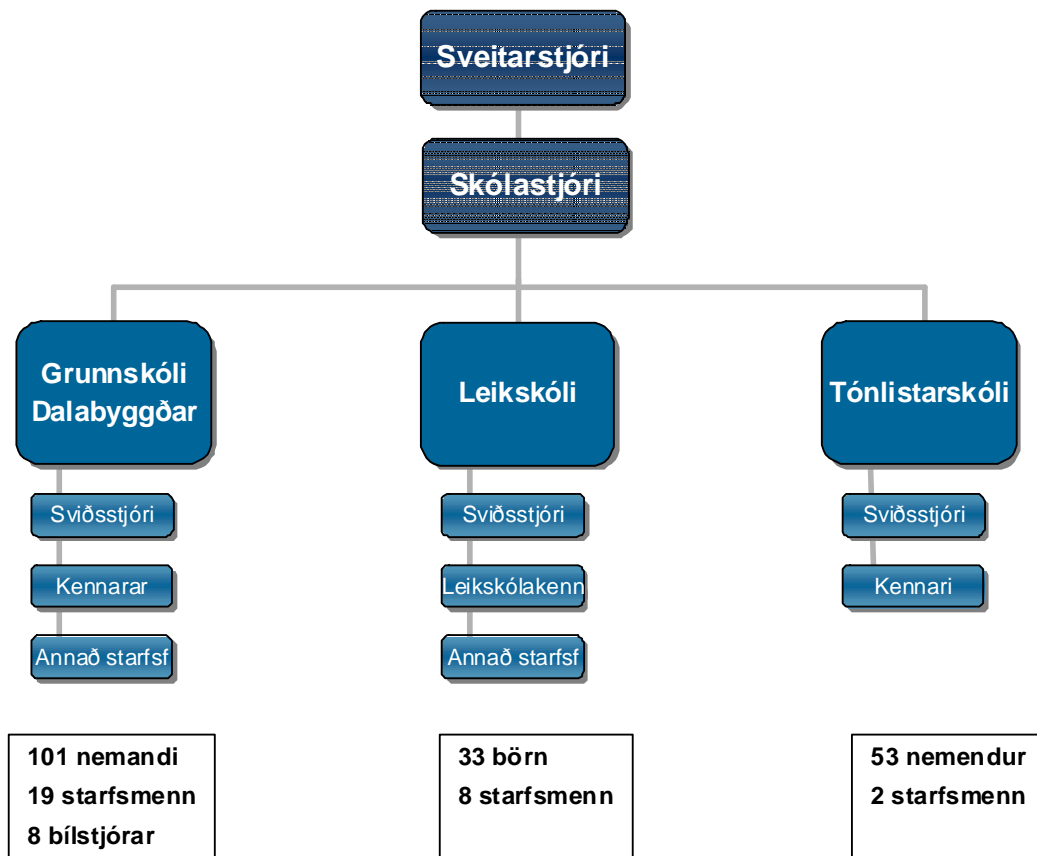 Sveitarstjóri
Skólastjóri
Grunnskóli
Dalabyggðar
Leikskóli
Tónlistarskóli
Sviðsstjóri
Sviðsstjóri
Sviðsstjóri
Kennarar
Leikskólakenn
Kennari
Annað starfsf
Annað starfsf
101 nemandi
19 starfsmenn
8 bílstjórar
33 börn
8 starfsmenn
53 nemendur
2 starfsmenn